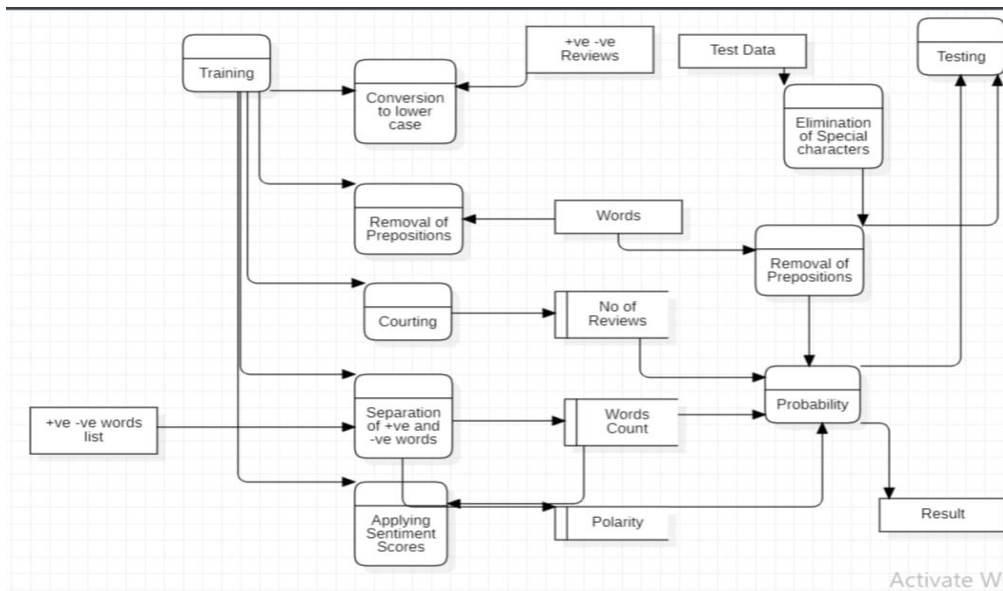 Training
+ve -ve
Reviews
Test Data
Testing
Conversion
to lower
case
Elimination
of Special
characters
Removal of
Prepositions
Words
Removal of
Prepositions
Courting
No of
Reviews
Probability
+ve -ve words
list
Separation
of +ve and
-ve words
Words
Count
Applying
Sentiment
Scores
Polarity
Result
Activate W